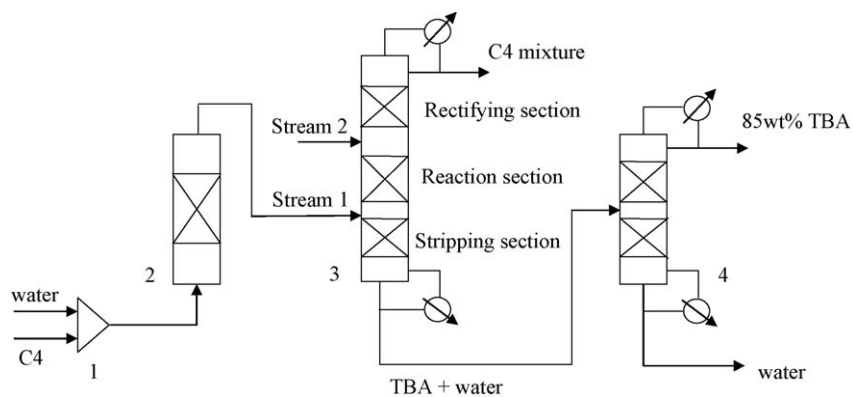 C4 mixture
Rectifying section
Stream 2
85wt% TBA
Reaction section
Stream 1
Stripping section
2
3
4
water
C4
1
TBA + water
water